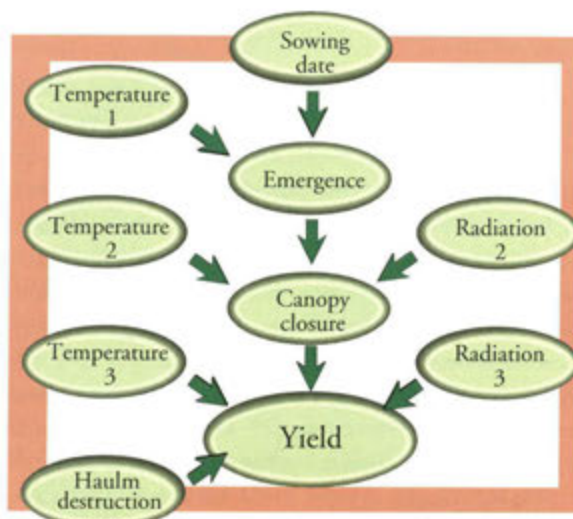 Sowing
date
Temperature
1
Emergence
Temperature
2
Radiation
2
Canopy
closure
Temperature
3
Radiation
3
Yield
Haulm
destruction